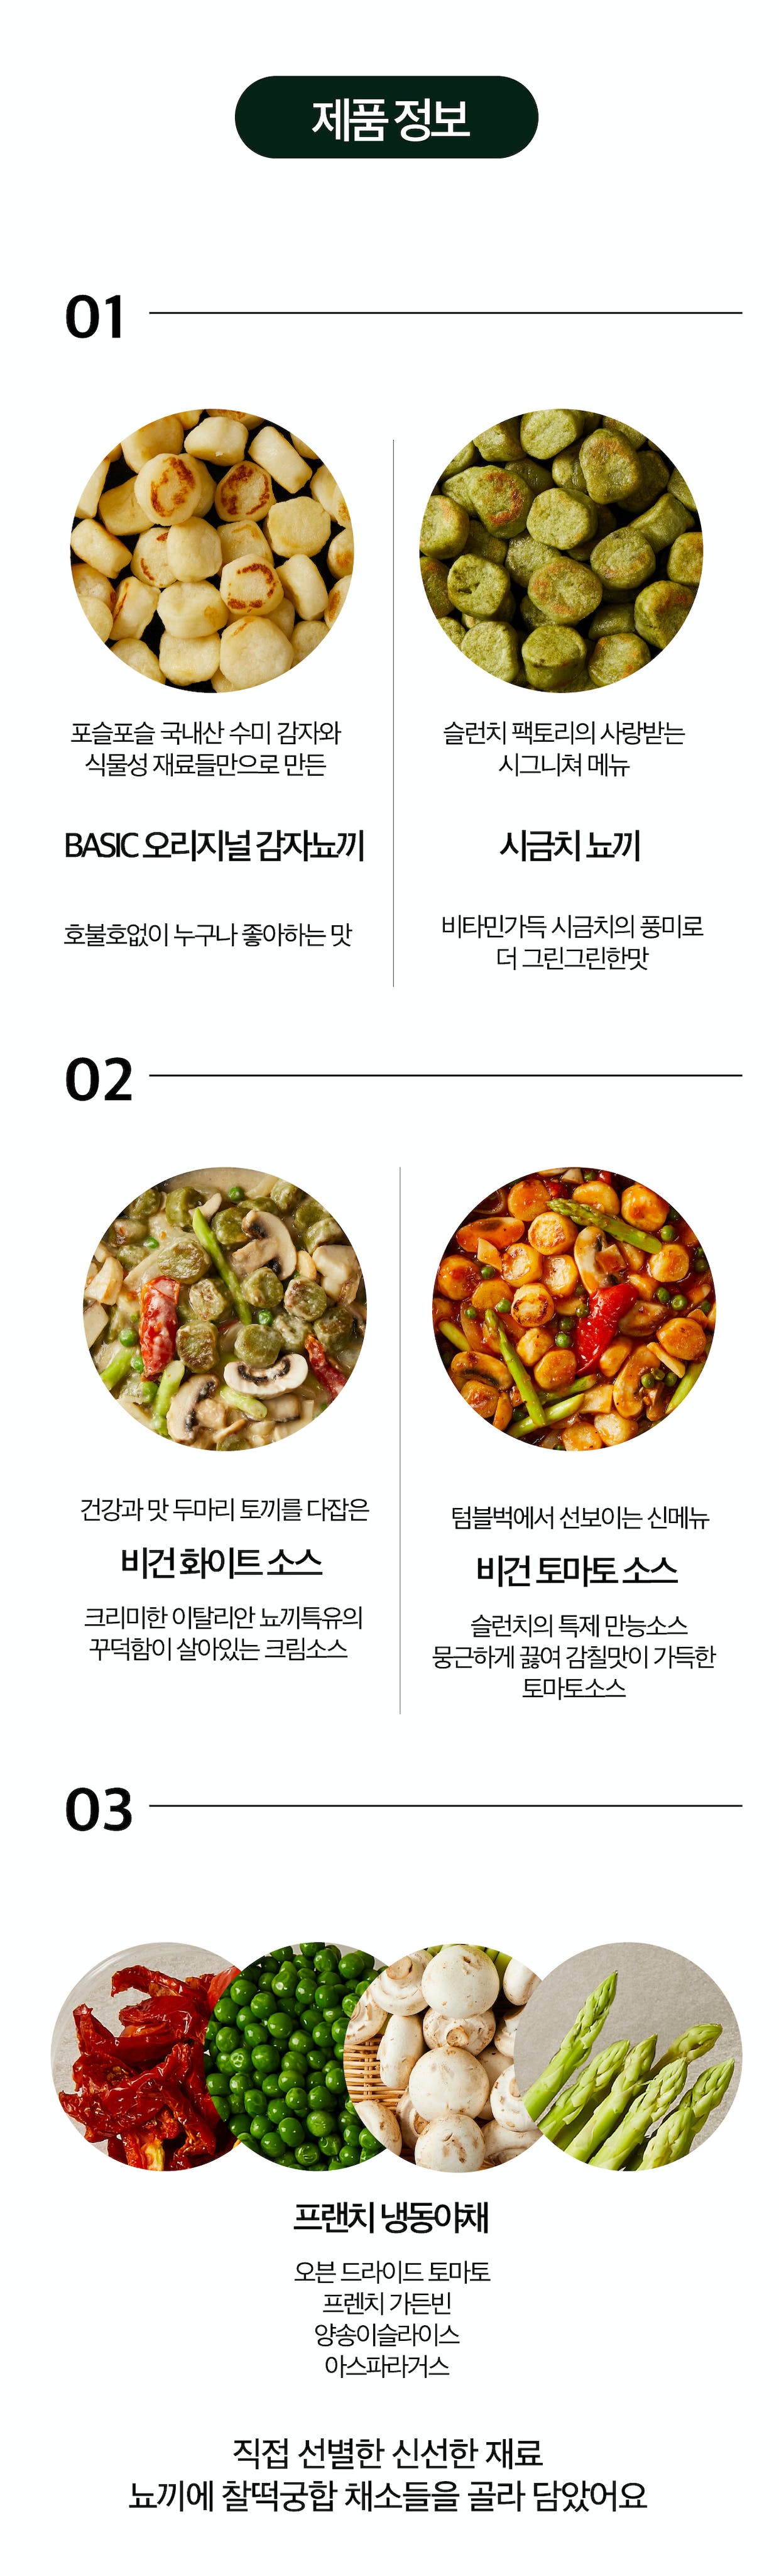 제품 정보
01
포슬포슬 국내산 수미 감자와
식물성 재료들만으로 만든
BASIC 오리지널 감자뇨끼
호불호없이 누구나 좋아하는 맛
슬런치 팩토리의 사랑받는
시그니쳐 메뉴
시금치 뇨끼
비타민가득 시금치의 풍미로
더 그린그린한맛
02
건강과 맛 두마리 토끼를 다잡은
비건 화이트 소스
크리미한 이탈리안 뇨끼특유의
꾸덕함이 살아있는 크림소스
텀블벅에서 선보이는 신메뉴
비건 토마토 소스
슬런치의 특제 만능소스
뭉근하게 끓여 감칠맛이 가득한
토마토소스
03
프랜치 냉동야채
오븐 드라이드 토마토
프렌치 가든빈
양송이슬라이스
아스파라거스
직접 선별한 신선한 재료
뇨끼에 찰떡궁합 채소들을 골라 담았어요